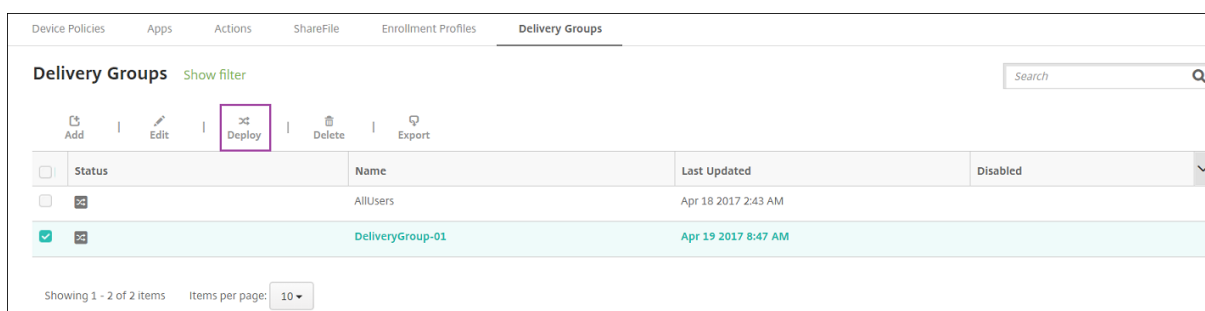 Device Policies Apps Actions ShareFile Enrollment Profiles Delivery Groups
Delivery Groups Show filter
Search
Add | Edit | Deploy | Delete | Export
Status Name Last Updated Disabled
AllUsers Apr 18 2017 2:43 AM
DeliveryGroup-01 Apr 19 2017 8:47 AM
Showing 1 - 2 of 2 items Items per page: 10